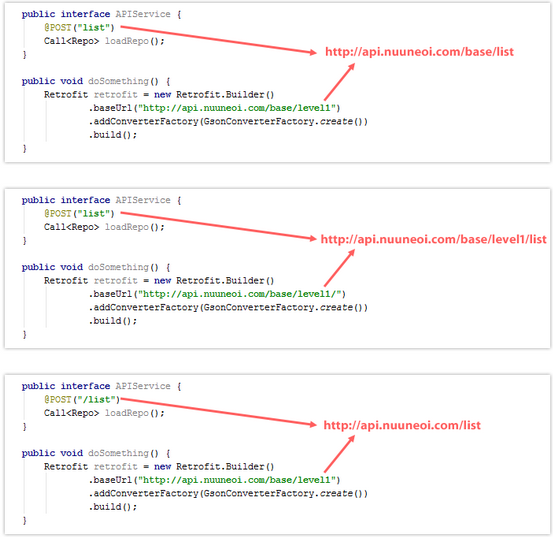 public interface APIService {
@POST("list")
Call<Repo> loadRepo();
}
http://api.nuuneoi.com/base/list
public void doSomething() {
Retrofit retrofit = new Retrofit.Builder()
.baseUrl("http://api.nuuneoi.com/base/level1")
.addConverterFactory(GsonConverterFactory.create())
.build();
}
public interface APIService {
@POST("list")
Call<Repo> loadRepo();
}
http://api.nuuneoi.com/base/level1/list
public void doSomething() {
Retrofit retrofit = new Retrofit.Builder()
.baseUrl("http://api.nuuneoi.com/base/level1/")
.addConverterFactory(GsonConverterFactory.create())
.build();
}
public interface APIService {
@POST("/list")
Call<Repo> loadRepo();
}
http://api.nuuneoi.com/list
public void doSomething() {
Retrofit retrofit = new Retrofit.Builder()
.baseUrl("http://api.nuuneoi.com/base/level1")
.addConverterFactory(GsonConverterFactory.create())
.build();
}